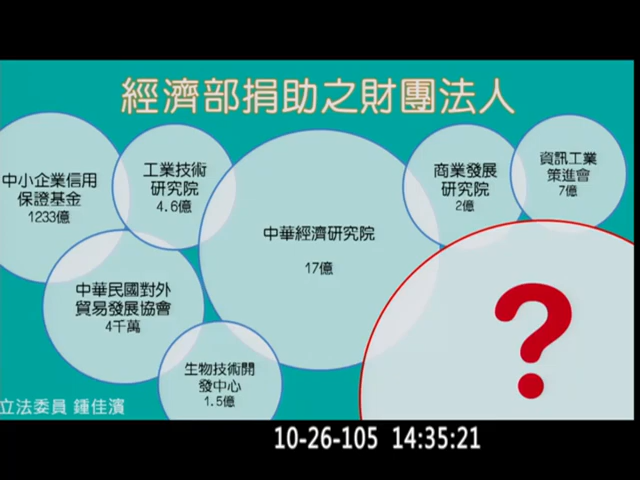 經濟部捐助之財團法人
中小企業信用
保證基金
1233億
工業技術
研究院
4.6億
中華經濟研究院
17億
商業發展
研究院
2億
資訊工業
策進會
7億
中華民國對外
貿易發展協會
4千萬
生物技術開
發中心
1.5億
?
立法委員 鍾佳濱
10-26-105 14:35:21